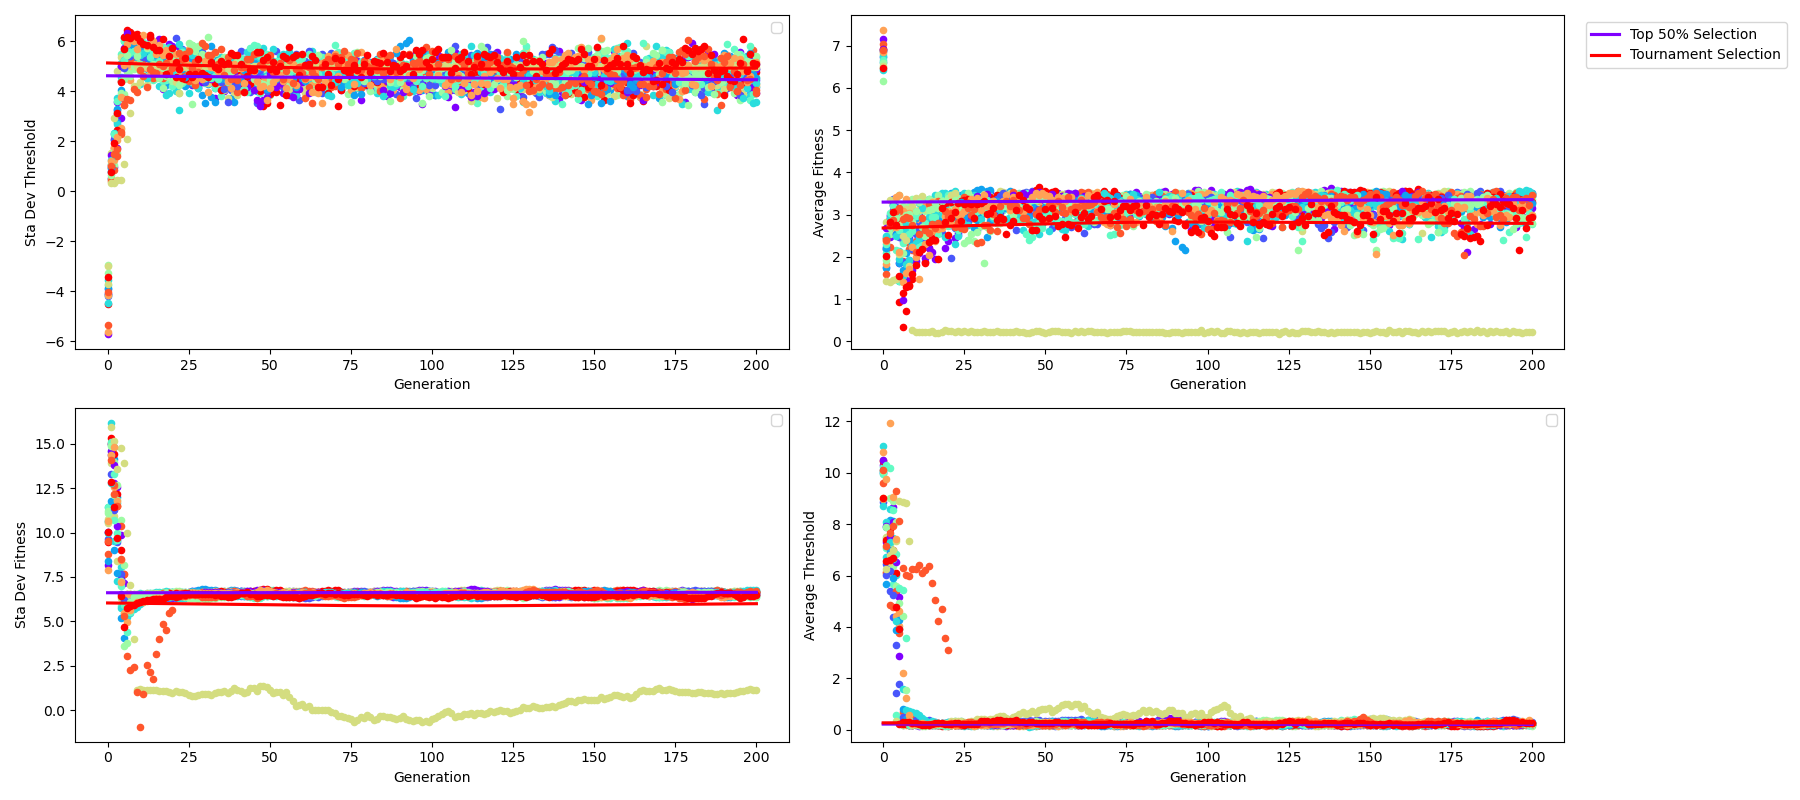 Sta Dev Threshold
6
4
2
0
−2
−4
−6
0 25 50 75 100 125 150 175 200
Generation
Average Fitness
7
6
5
4
3
2
1
0
0 25 50 75 100 125 150 175 200
Generation
Top 50% Selection
Tournament Selection
Sta Dev Fitness
15.0
12.5
10.0
7.5
5.0
2.5
0.0
0 25 50 75 100 125 150 175 200
Generation
Average Threshold
12
10
8
6
4
2
0
0 25 50 75 100 125 150 175 200
Generation